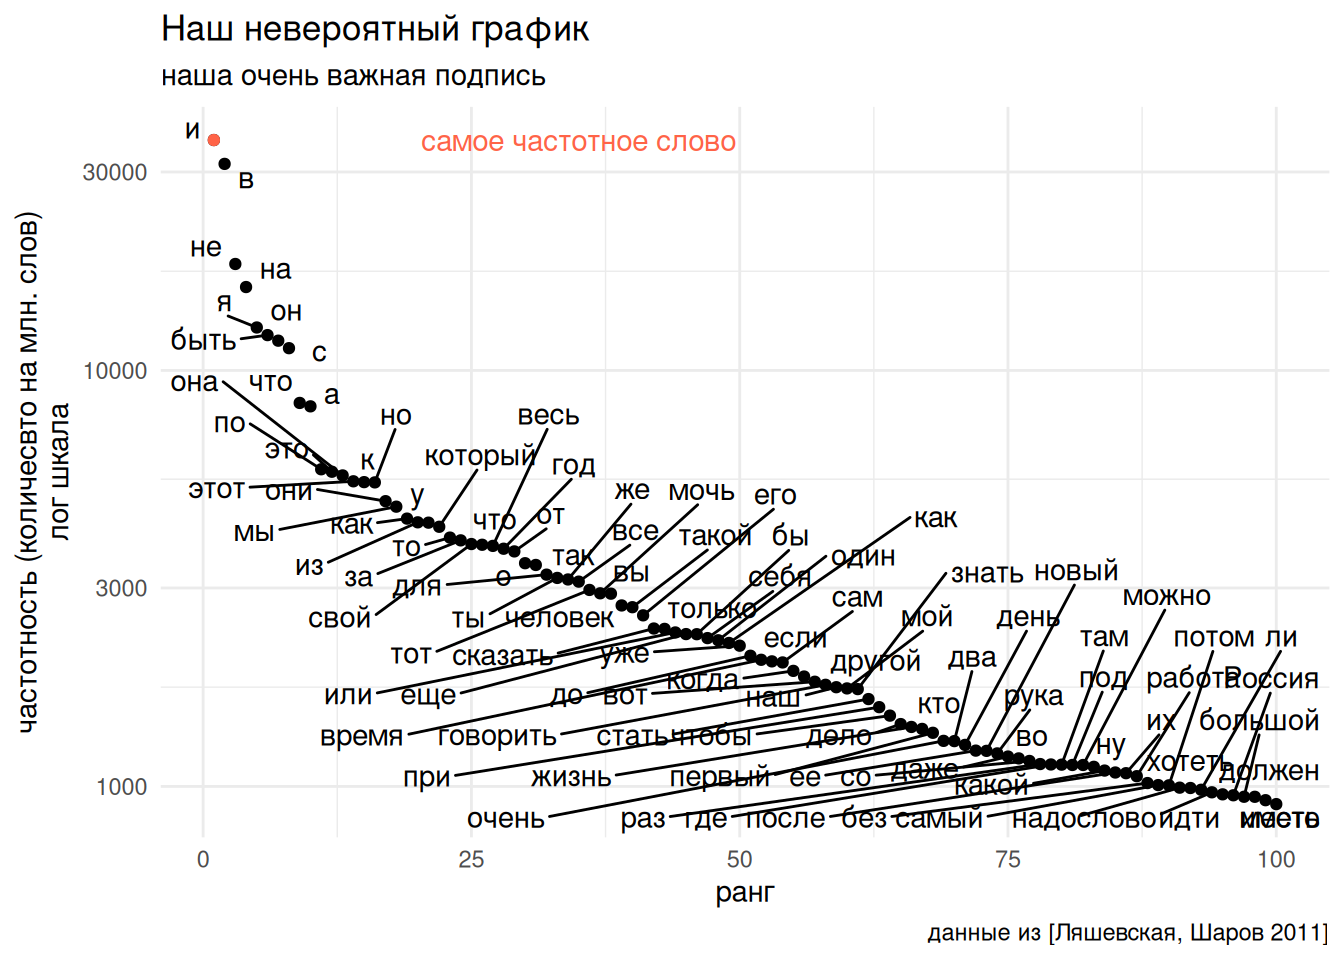 Наш невероятный график
наша очень важная подпись
и
самое частотное слово
30000
в
не
на
я
он
быть
с
10000
она
что
а
по
но
весь
это
к
который
год
этот
они
у
же
мочь
его
мы
как
что
от
все
такой
бы
как
то
из
за
так
один
для
о
вы
себя
знать
новый
3000
свой
ты
человек
только
сам
мой
день
можно
тот
сказать
уже
если
другой
два
там
потом
ли
или
еще
до
вот
когда
наш
кто
рука
под
работа
Россия
время
говорить
стать
чтобы
дело
во
ну
их
большой
при
жизнь
первый
ее
со
даже
какой
хотеть
должен
1000
очень
раз
где
после
без
самый
надо
слово
идти
иметь
0
25
50
75
100
ранг
частотность (количесвто на млн. слов)
лог шкала
данные из [Ляшевская, Шаров 2011]